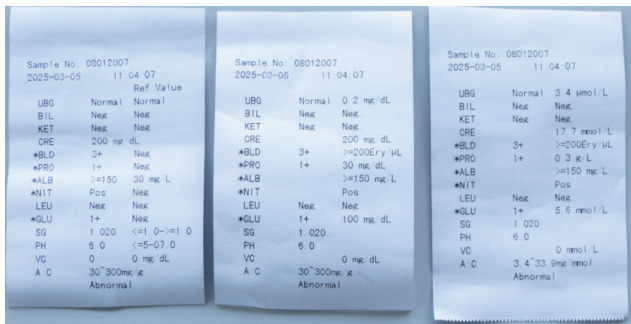 Sample No: 08012007
2025-03-05 11:04:07
Ref Value
UBG Normal Normal
BIL Neg Neg
KET Neg Neg
CRE 200 mg/dL
*BLD 3+ Neg
*PRO 1+ Neg
*ALB >=150 30 mg/L
*NIT Pos Neg
LEU Neg Neg
*GLU 1+ Neg
SG 1.020 <=1.0->=1.0
PH 6.0 <=5-07.0
VC 0 0 mg/dL
A:C 30~300mg/g
Abnormal
Sample No: 08012007
2025-03-05 11:04:07
UBG Normal 0.2 mg/dL
BIL Neg Neg.
KET Neg Neg.
CRE 200 mg/dL
*BLD 3+ >=200Ery/μL
*PRO 1+ 30 mg/dL
*ALB >=150 mg/L
*NIT Pos
LEU Neg Neg.
*GLU 1+ 100 mg/dL
SG 1.020
PH 6.0
VC 0 mg/dL
A:C 30~300mg/g
Abnormal
Sample No: 08012007
2025-03-05 11:04:07
UBG Normal 3.4 μmol/L
BIL Neg Neg.
KET Neg Neg.
CRE 17.7 mmol/L
*BLD 3+ >=200Ery/μL
*PRO 1+ 0.3 g/L
*ALB >=150 mg/L
*NIT Pos
LEU Neg Neg.
*GLU 1+ 5.6 mmol/L
SG 1.020
PH 6.0
VC 0 mmol/L
A:C 3.4~33.9mg/mmol
Abnormal